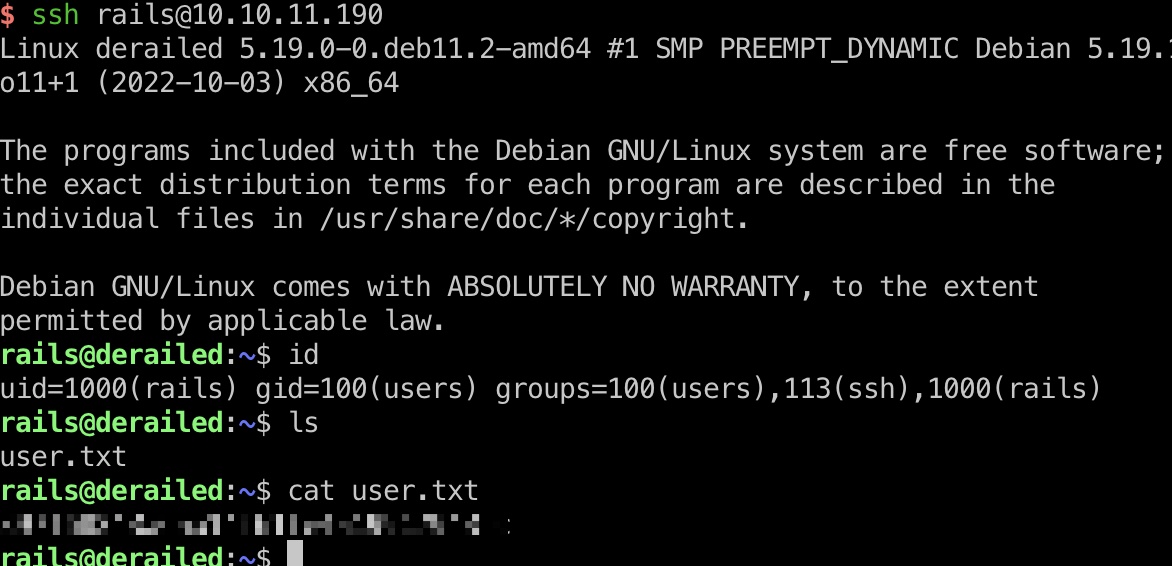 $ ssh rails@10.10.11.190
Linux derailed 5.19.0-0.deb11.2-amd64 #1 SMP PREEMPT_DYNAMIC Debian 5.19.
o11+1 (2022-10-03) x86_64
The programs included with the Debian GNU/Linux system are free software;
the exact distribution terms for each program are described in the
individual files in /usr/share/doc/*/copyright.
Debian GNU/Linux comes with ABSOLUTELY NO WARRANTY, to the extent
permitted by applicable law.
rails@derailed:~$ id
uid=1000(rails) gid=100(users) groups=100(users),113(ssh),1000(rails)
rails@derailed:~$ ls
user.txt
rails@derailed:~$ cat user.txt
rails@derailed:~$